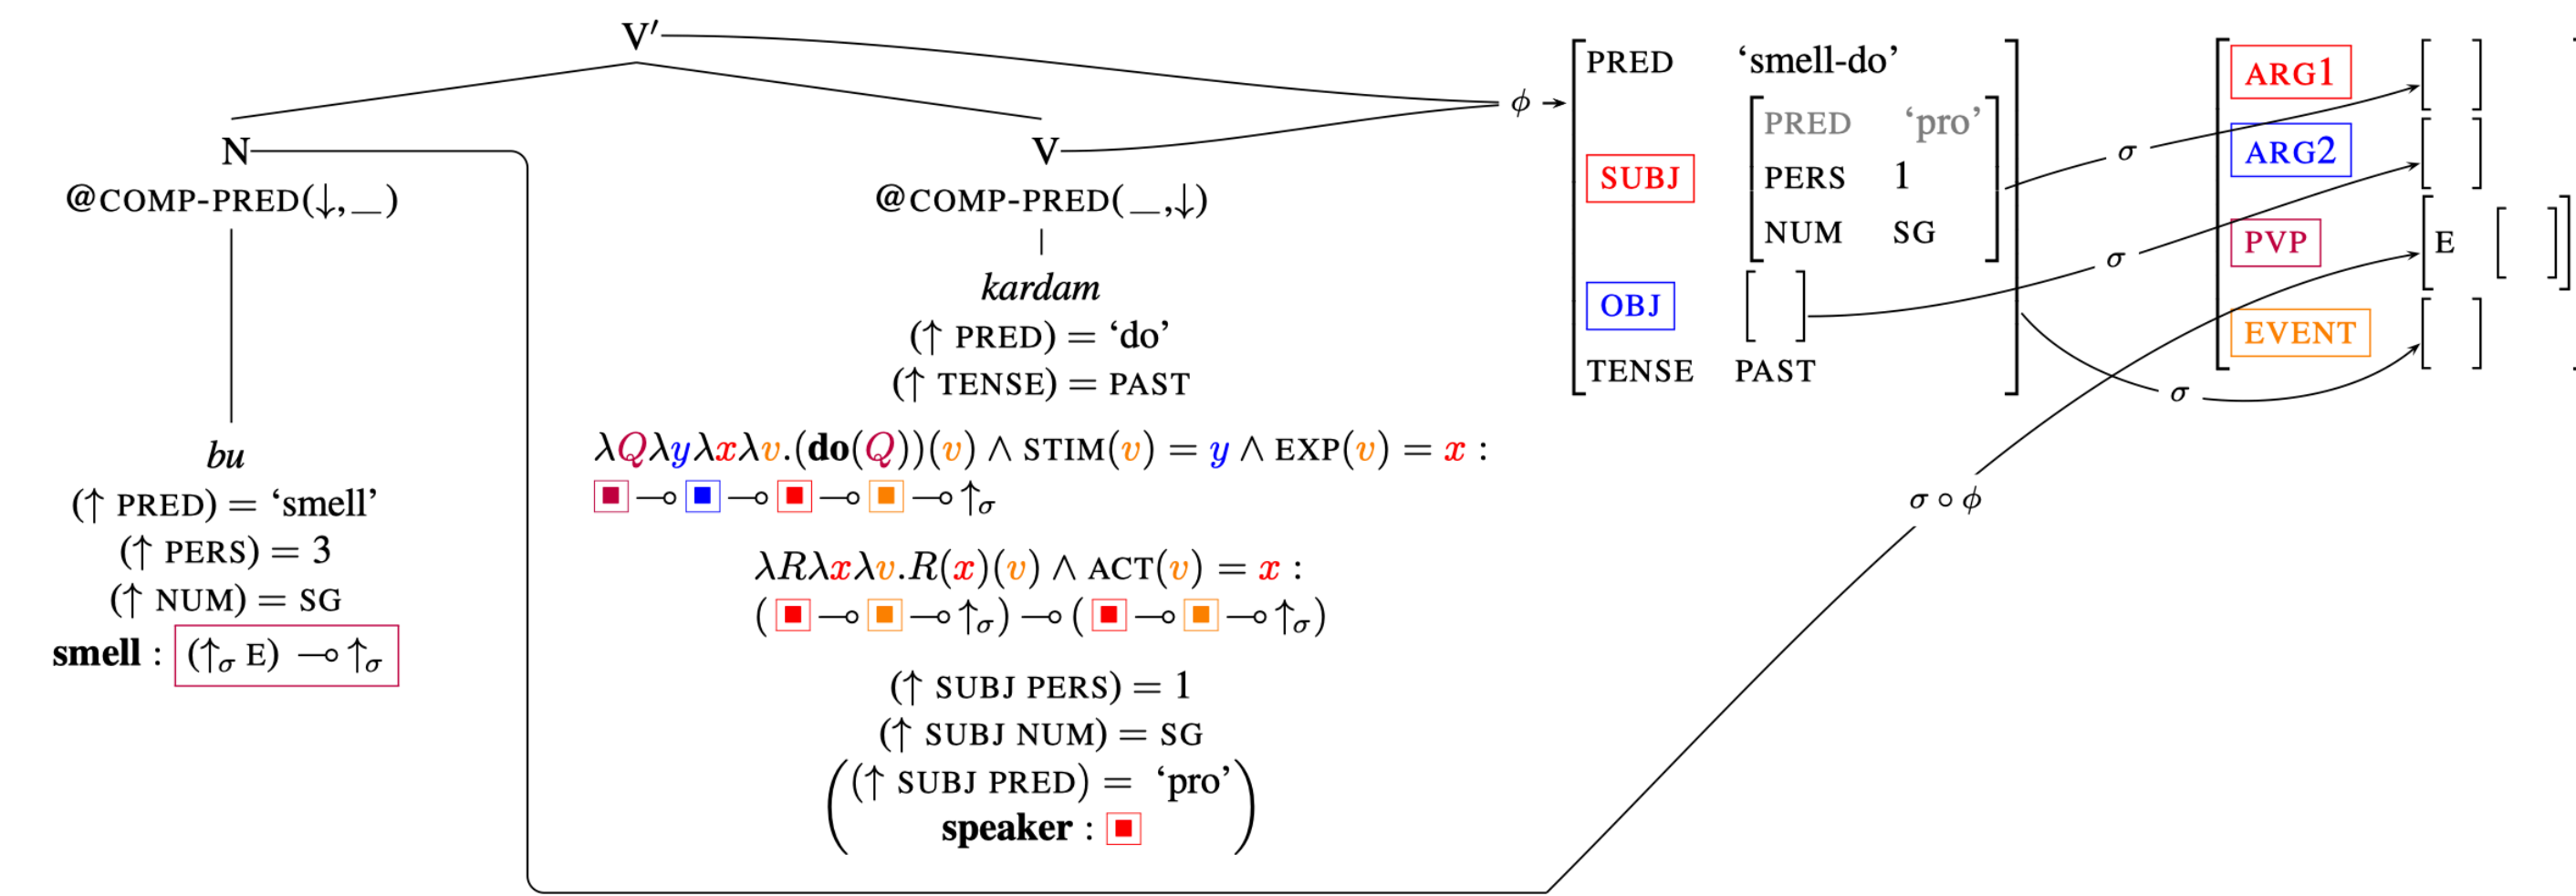 V′
N
@COMP-PRED(↓, __)
bu
(↑ PRED) = ‘smell’
(↑ PERS) = 3
(↑ NUM) = SG
smell : (↑σ E) ⊸ ↑σ
V
@COMP-PRED(__,↓)
kardam
(↑ PRED) = ‘do’
(↑ TENSE) = PAST
λQλyλxλv.(do(Q))(v) ∧ STIM(v) = y ∧ EXP(v) = x :
■ ⊸ ■ ⊸ ■ ⊸ ■ ⊸ ↑σ
λRλxλv.R(x)(v) ∧ ACT(v) = x :
(■ ⊸ ■ ⊸ ↑σ) ⊸ (■ ⊸ ■ ⊸ ↑σ)
(↑ SUBJ PERS) = 1
(↑ SUBJ NUM) = SG
((↑ SUBJ PRED) = ‘pro’
speaker : ■)
ϕ
PRED ‘smell-do’
SUBJ
PRED ‘pro’
PERS 1
NUM SG
OBJ [ ]
TENSE PAST
σ
σ
σ
σ ∘ ϕ
ARG1 [ ]
ARG2 [ ]
PVP [E [ ]]
EVENT [ ]